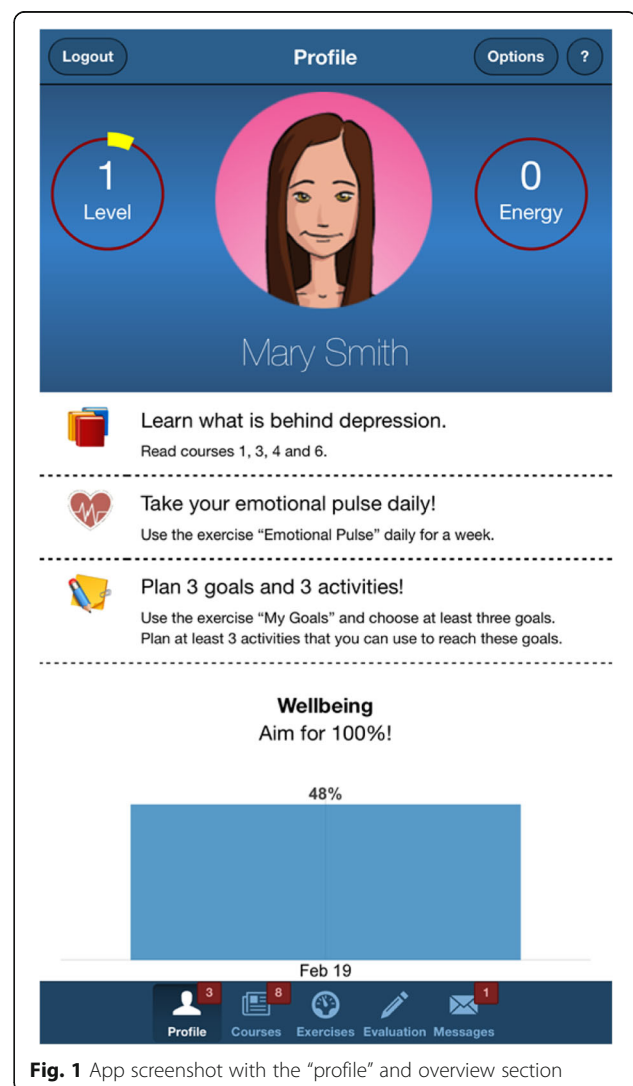 Logout Profile Options ?
1 0
Level Energy
Mary Smith
Learn what is behind depression.
Read courses 1, 3, 4 and 6.
Take your emotional pulse daily!
Use the exercise “Emotional Pulse” daily for a week.
Plan 3 goals and 3 activities!
Use the exercise “My Goals” and choose at least three goals.
Plan at least 3 activities that you can use to reach these goals.
Wellbeing
Aim for 100%!
48%
Feb 19
3 8 1
Profile Courses Exercises Evaluation Messages
Fig. 1 App screenshot with the “profile” and overview section